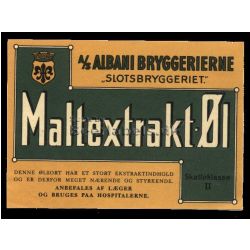 A/S ALBANI BRYGGERIERNE
„SLOTSBRYGGERIET.”
Maltextrakt Øl
DENNE ØLSORT HAR ET STORT EKSTRAKTINDHOLD
OG ER DERFOR MEGET NÆRENDE OG STYRENDE.
ANBEFALES AF LÆGER
OG BRUGES PAA HOSPITALERNE.
Skatteklasse
II